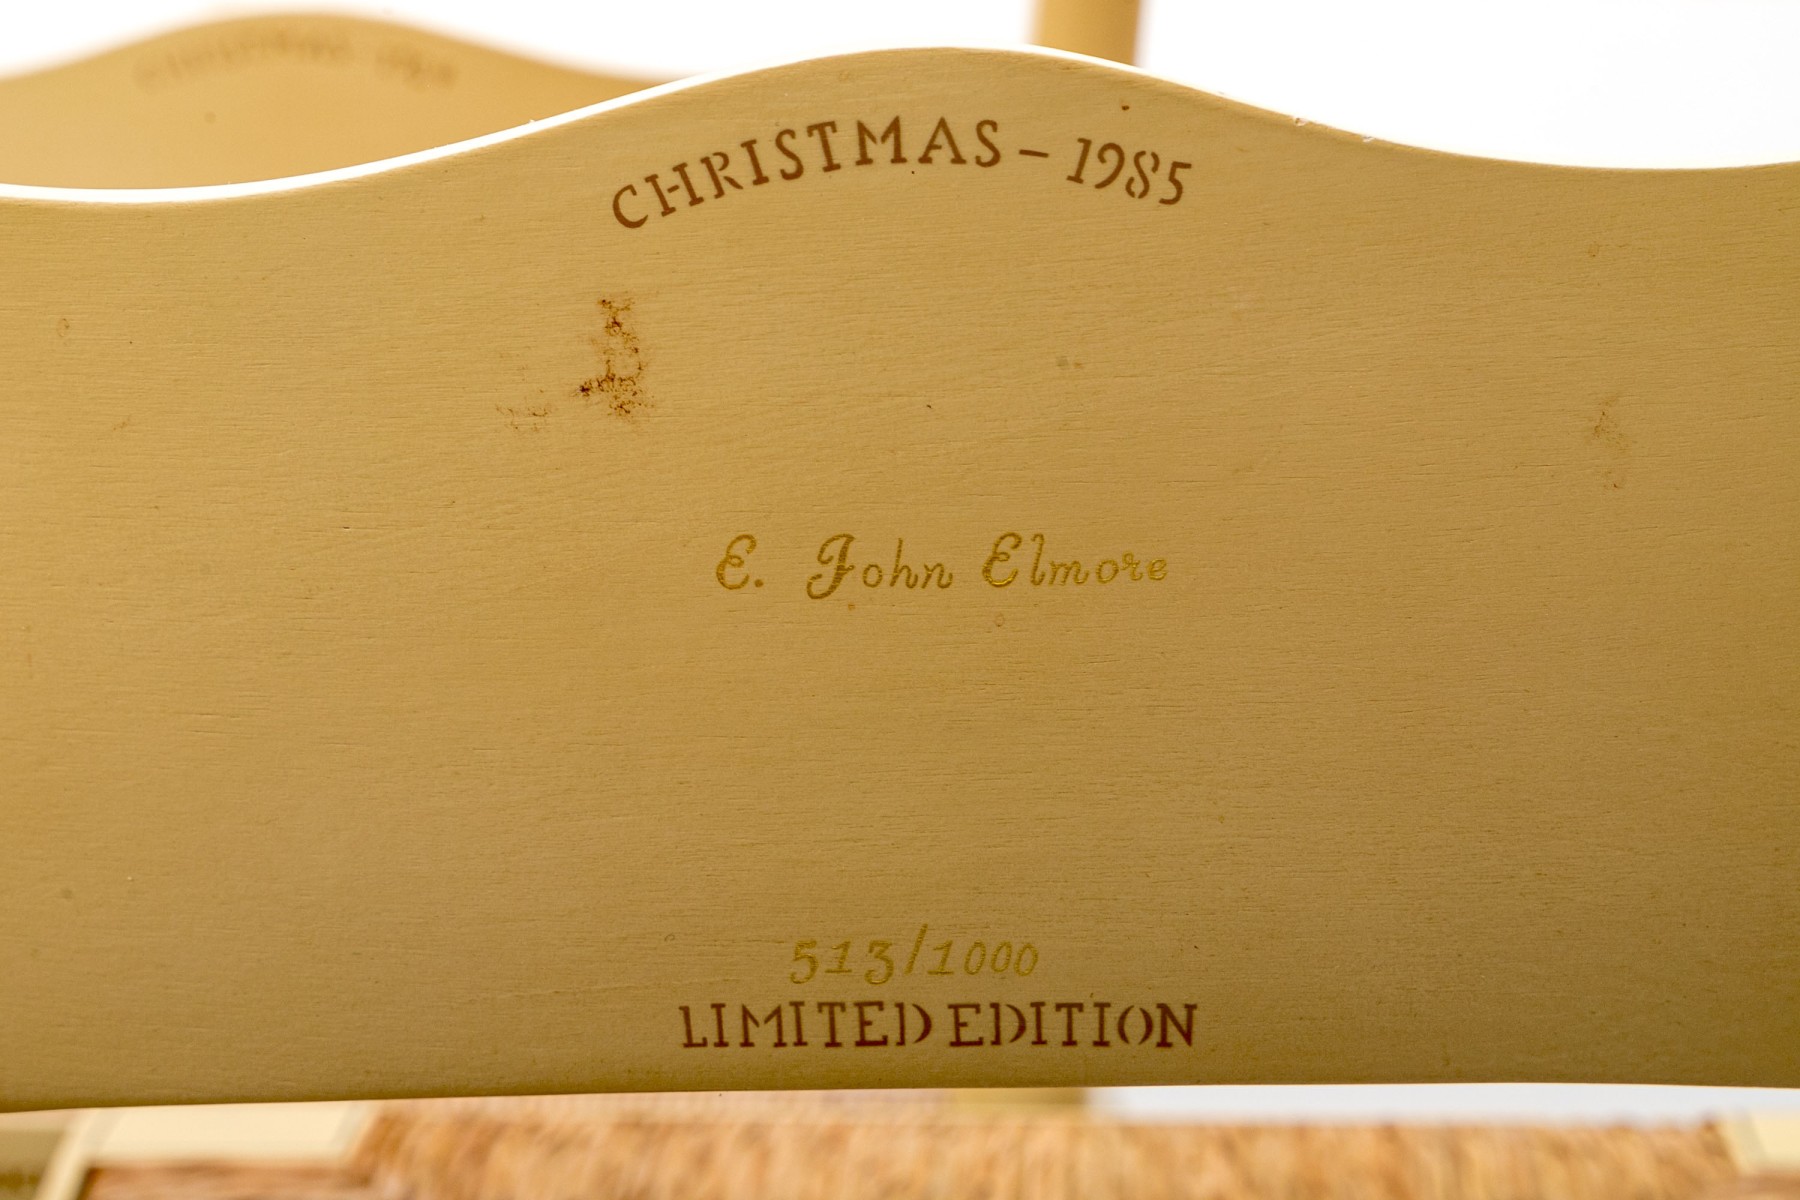 CHRISTMAS – 1985
E. John Elmore
513/1000
LIMITED EDITION